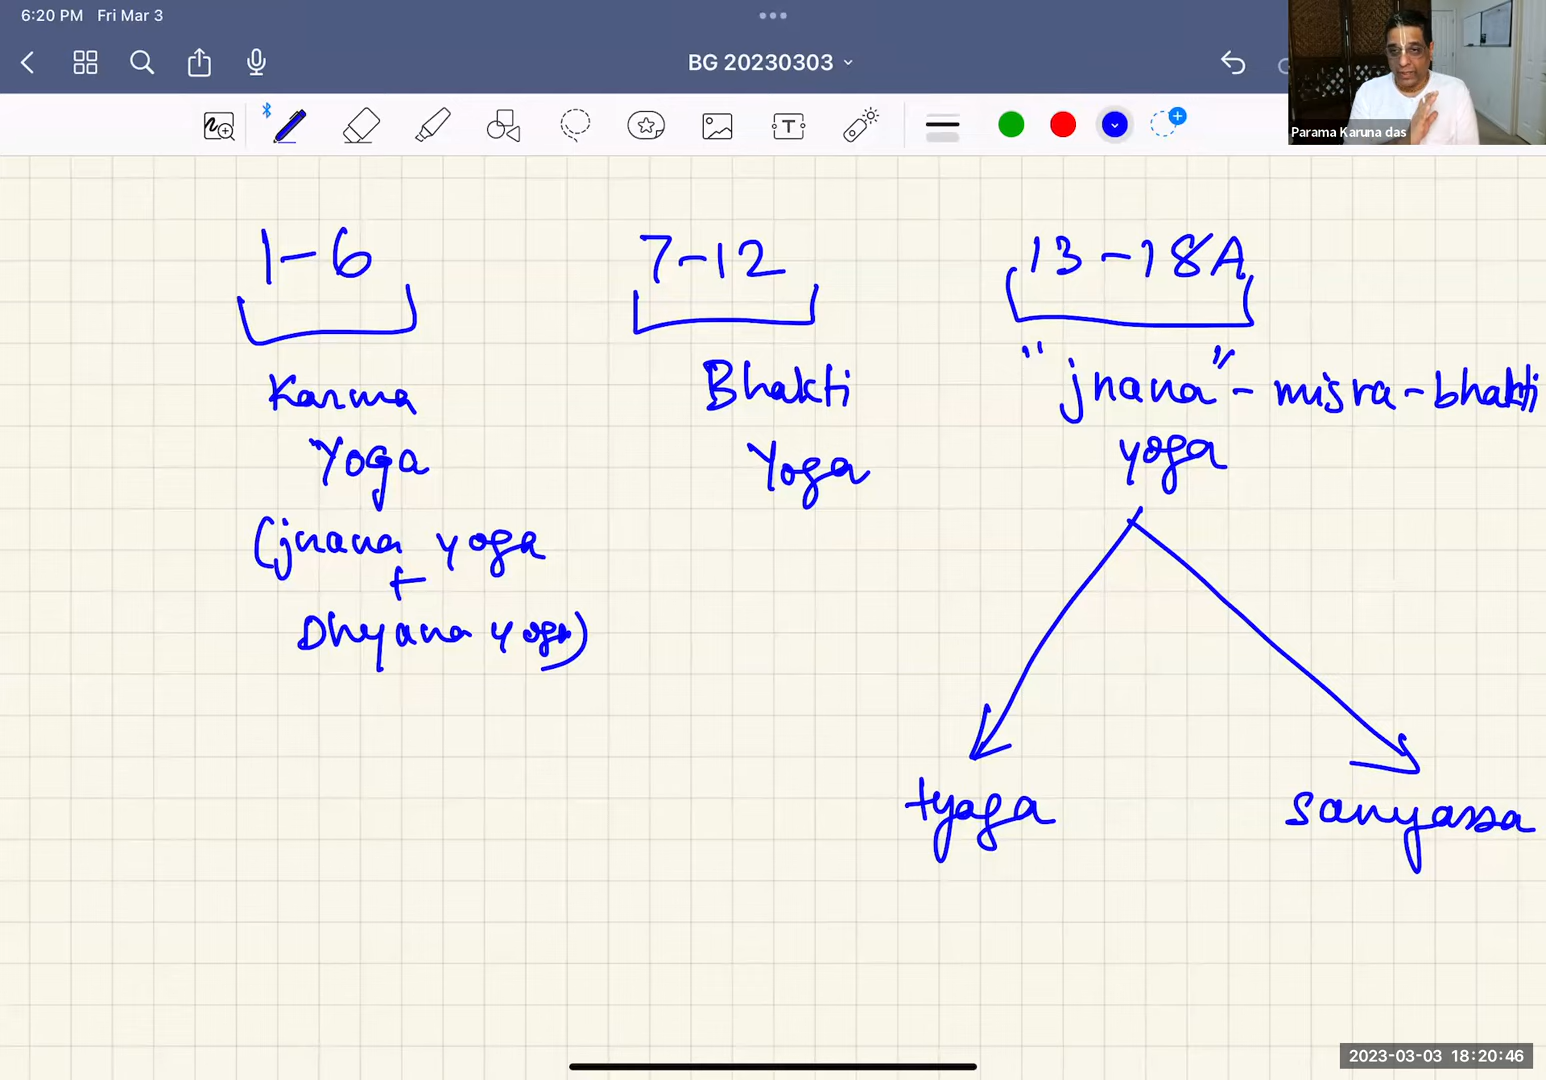 6:20 PM Fri Mar 3
BG 20230303
Parama Karuna das
1-6
7-12
13-18A
Karma
Yoga
(jnana yoga
+
Dhyana yoga)
Bhakti
Yoga
"jnana"-misra-bhakti
yoga
tyaga
sanyassa
2023-03-03 18:20:46